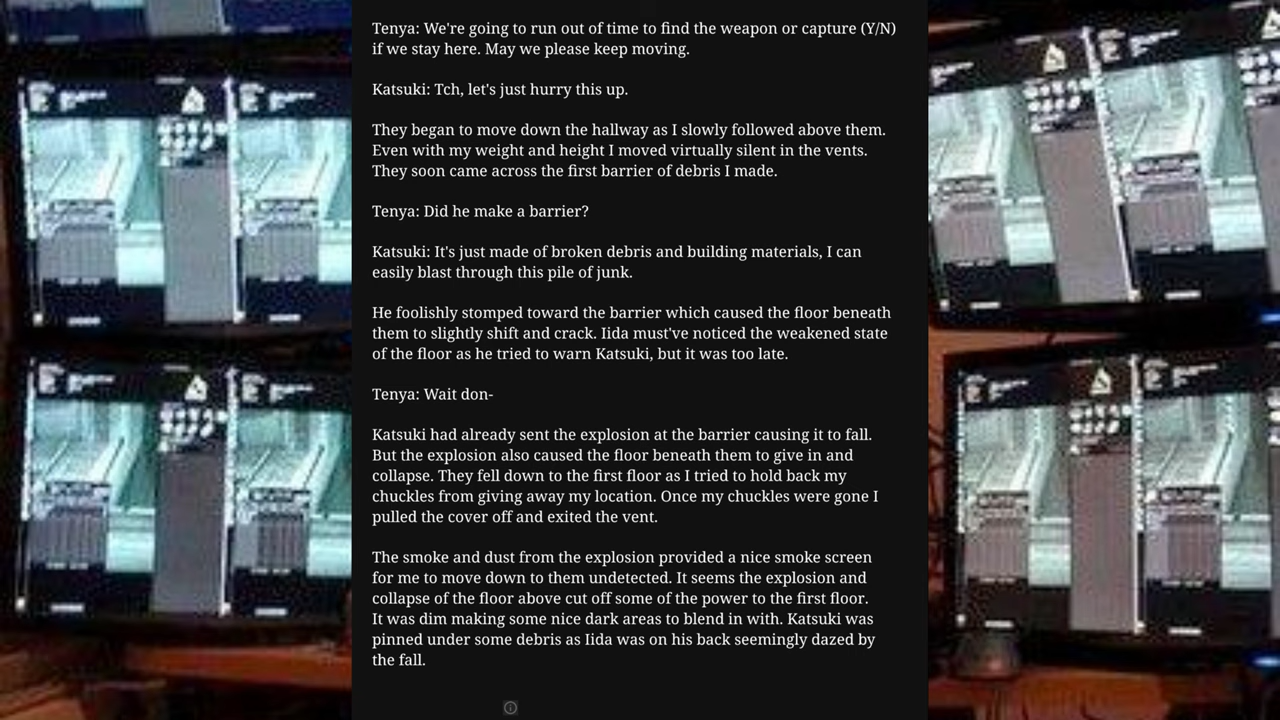 Tenya: We're going to run out of time to find the weapon or capture (Y/N)
if we stay here. May we please keep moving.
Katsuki: Tch, let's just hurry this up.
They began to move down the hallway as I slowly followed above them.
Even with my weight and height I moved virtually silent in the vents.
They soon came across the first barrier of debris I made.
Tenya: Did he make a barrier?
Katsuki: It's just made of broken debris and building materials, I can
easily blast through this pile of junk.
He foolishly stomped toward the barrier which caused the floor beneath
them to slightly shift and crack. Iida must've noticed the weakened state
of the floor as he tried to warn Katsuki, but it was too late.
Tenya: Wait don-
Katsuki had already sent the explosion at the barrier causing it to fall.
But the explosion also caused the floor beneath them to give in and
collapse. They fell down to the first floor as I tried to hold back my
chuckles from giving away my location. Once my chuckles were gone I
pulled the cover off and exited the vent.
The smoke and dust from the explosion provided a nice smoke screen
for me to move down to them undetected. It seems the explosion and
collapse of the floor above cut off some of the power to the first floor.
It was dim making some nice dark areas to blend in with. Katsuki was
pinned under some debris as Iida was on his back seemingly dazed by
the fall.